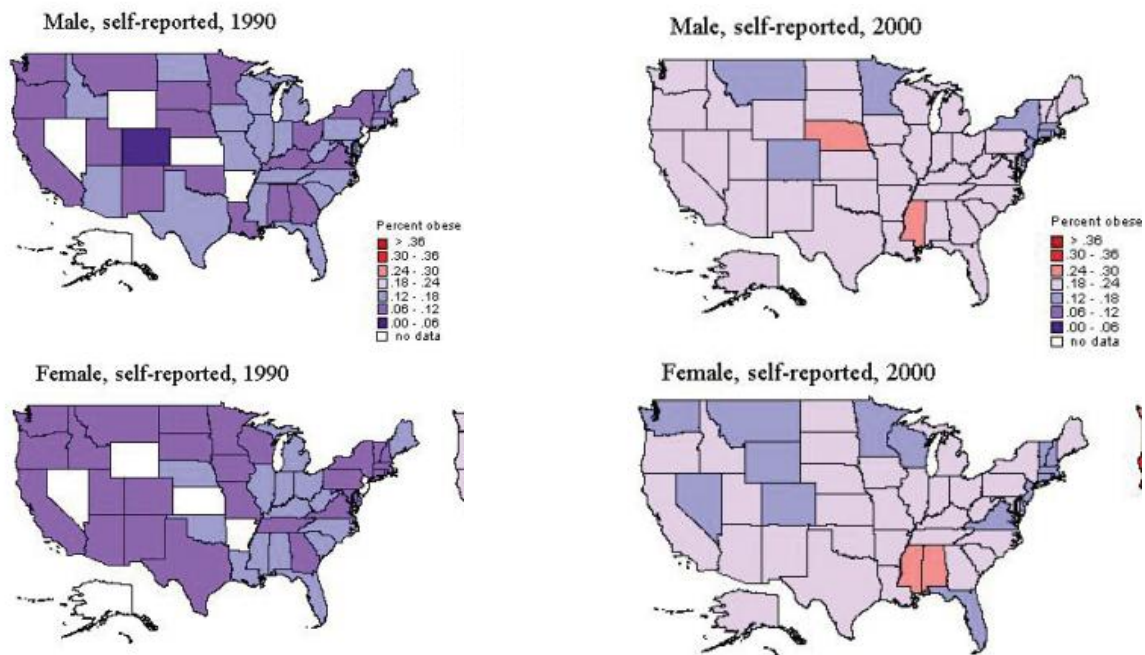 Male, self-reported, 1990
Male, self-reported, 2000
Percent obese
> .36
.30 - .36
.24 - .30
.18 - .24
.12 - .18
.06 - .12
.00 - .06
no data
Percent obese
> .36
.30 - .36
.24 - .30
.18 - .24
.12 - .18
.06 - .12
.00 - .06
no data
Female, self-reported, 1990
Female, self-reported, 2000